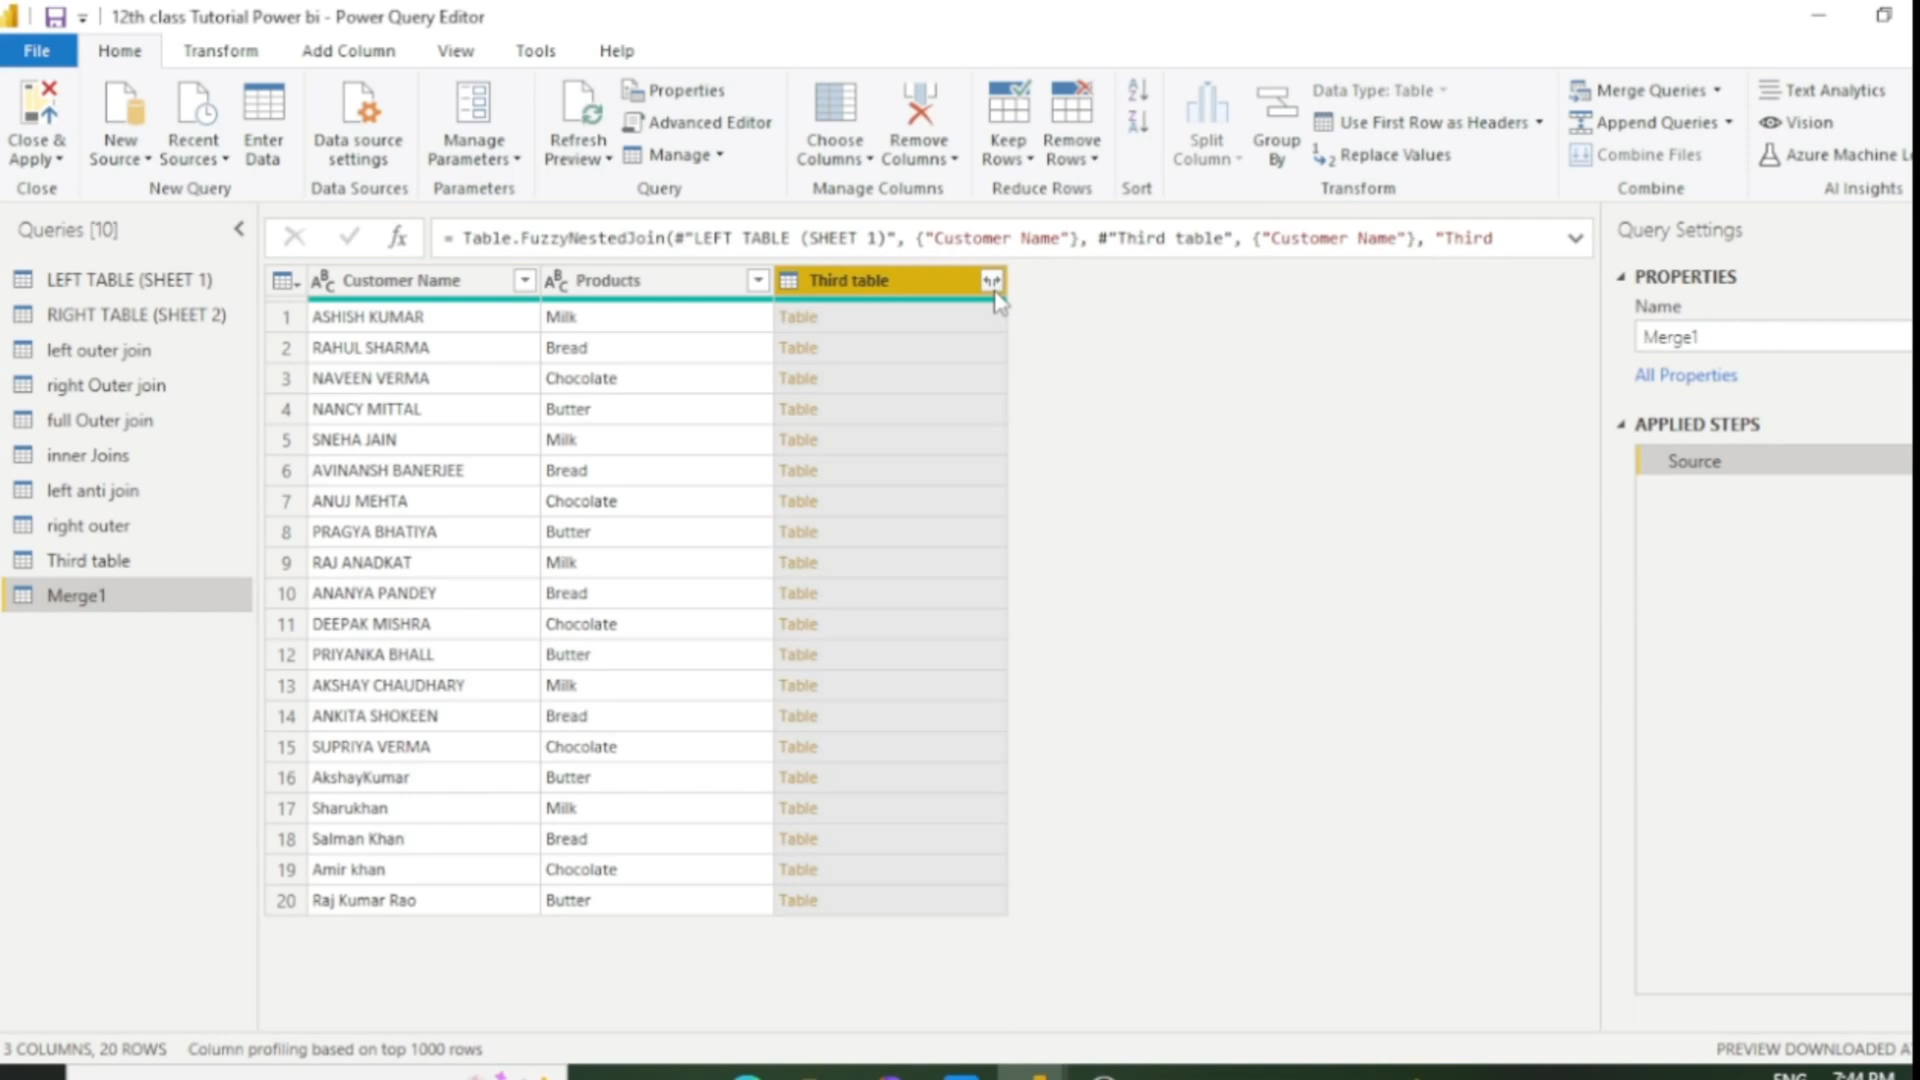 12th class Tutorial Power bi - Power Query Editor
File Home Transform Add Column View Tools Help
Close & Apply
New Source
Recent Sources
Enter Data
Data source settings
Manage Parameters
Refresh Preview
Properties
Advanced Editor
Manage
Choose Columns
Remove Columns
Keep Rows
Remove Rows
Split Column
Group By
Data Type: Table
Use First Row as Headers
Replace Values
Merge Queries
Append Queries
Combine Files
Text Analytics
Vision
Azure Machine
Close New Query Data Sources Parameters Query Manage Columns Reduce Rows Sort Transform Combine AI Insights
Queries [10]
LEFT TABLE (SHEET 1)
RIGHT TABLE (SHEET 2)
left outer join
right Outer join
full Outer join
inner Joins
left anti join
right outer
Third table
Merge1
fx = Table.FuzzyNestedJoin(#"LEFT TABLE (SHEET 1)", {"Customer Name"}, #"Third table", {"Customer Name"}, "Third
Customer Name Products Third table
1 ASHISH KUMAR Milk Table
2 RAHUL SHARMA Bread Table
3 NAVEEN VERMA Chocolate Table
4 NANCY MITTAL Butter Table
5 SNEHA JAIN Milk Table
6 AVINANSH BANERJEE Bread Table
7 ANUJ MEHTA Chocolate Table
8 PRAGYA BHATIYA Butter Table
9 RAJ ANADKAT Milk Table
10 ANANYA PANDEY Bread Table
11 DEEPAK MISHRA Chocolate Table
12 PRIYANKA BHALL Butter Table
13 AKSHAY CHAUDHARY Milk Table
14 ANKITA SHOKEEN Bread Table
15 SUPRIYA VERMA Chocolate Table
16 AkshayKumar Butter Table
17 Sharukhan Milk Table
18 Salman Khan Bread Table
19 Amir khan Chocolate Table
20 Raj Kumar Rao Butter Table
Query Settings
PROPERTIES
Name
Merge1
All Properties
APPLIED STEPS
Source
3 COLUMNS, 20 ROWS Column profiling based on top 1000 rows
PREVIEW DOWNLOADED
ENG 7:44 PM